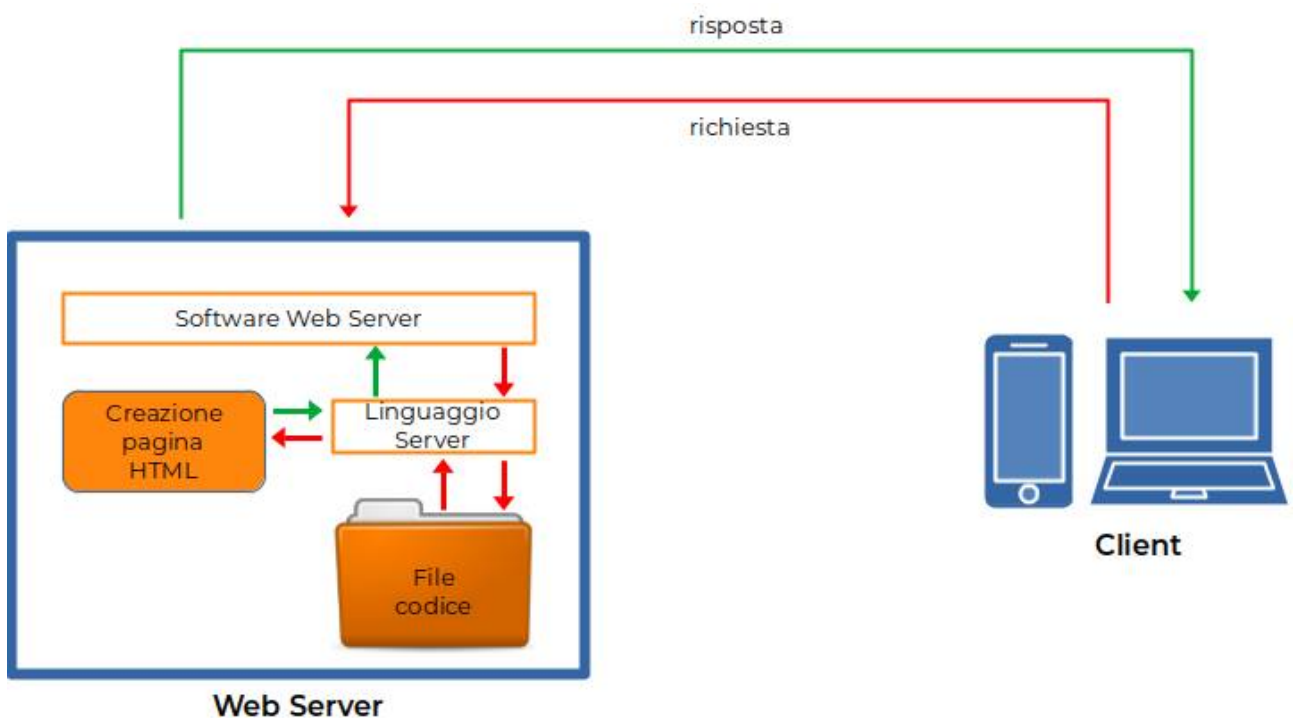 risposta
richiesta
Software Web Server
Creazione
pagina
HTML
Linguaggio
Server
File
codice
Client
Web Server